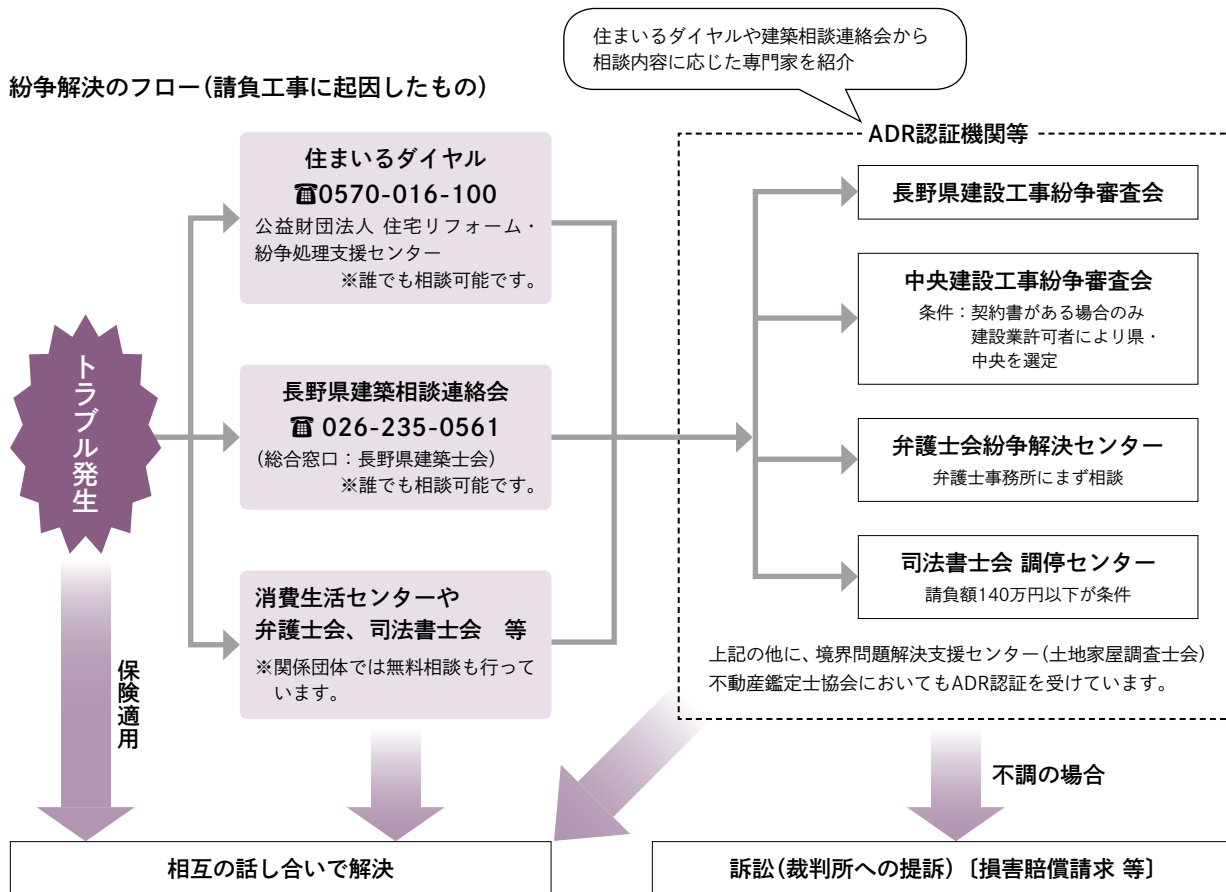 住まいるダイヤルや建築相談連絡会から
相談内容に応じた専門家を紹介
紛争解決のフロー(請負工事に起因したもの)
トラブル発生
保険適用
住まいるダイヤル
☎0570-016-100
公益財団法人 住宅リフォーム・
紛争処理支援センター
※誰でも相談可能です。
長野県建築相談連絡会
☎ 026-235-0561
(総合窓口：長野県建築士会)
※誰でも相談可能です。
消費生活センターや
弁護士会、司法書士会　等
※関係団体では無料相談も行って
います。
ADR認証機関等
長野県建設工事紛争審査会
中央建設工事紛争審査会
条件：契約書がある場合のみ
建設業許可者により県・
中央を選定
弁護士会紛争解決センター
弁護士事務所にまず相談
司法書士会 調停センター
請負額140万円以下が条件
上記の他に、境界問題解決支援センター(土地家屋調査士会)
不動産鑑定士協会においてもADR認証を受けています。
不調の場合
相互の話し合いで解決
訴訟(裁判所への提訴)〔損害賠償請求 等〕